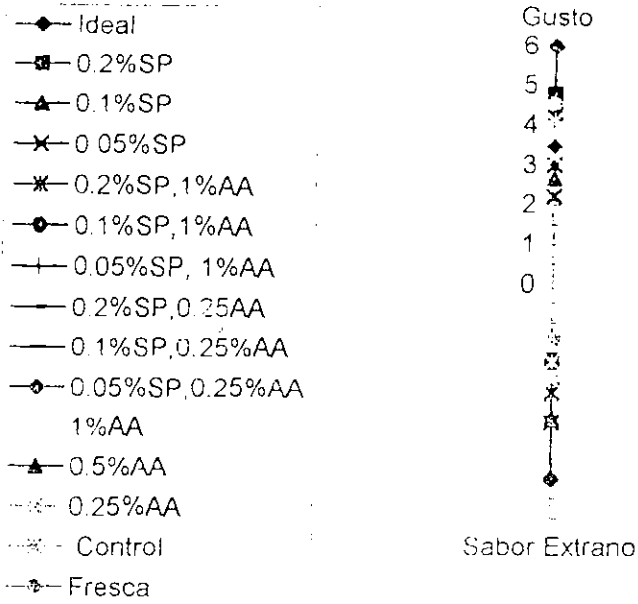 Ideal
0.2%SP
0.1%SP
0.05%SP
0.2%SP,1%AA
0.1%SP,1%AA
0.05%SP, 1%AA
0.2%SP,0.25AA
0.1%SP,0.25%AA
0.05%SP,0.25%AA
1%AA
0.5%AA
0.25%AA
Control
Fresca
Gusto
6
5
4
3
2
1
0
Sabor Extrano